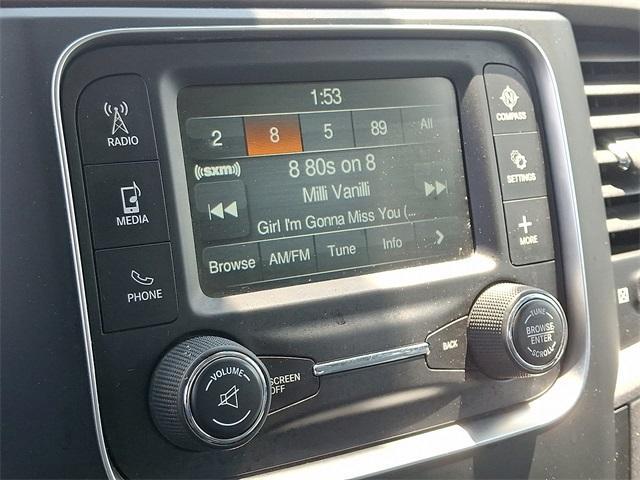 1:53
2 8 5 89 All
((sxm)) 8 80s on 8
Milli Vanilli
Girl I'm Gonna Miss You (...
Browse AM/FM Tune Info >
RADIO
MEDIA
PHONE
N
COMPASS
SETTINGS
+
MORE
VOLUME
SCREEN
OFF
BACK
TUNE
BROWSE/
ENTER
SCROLL